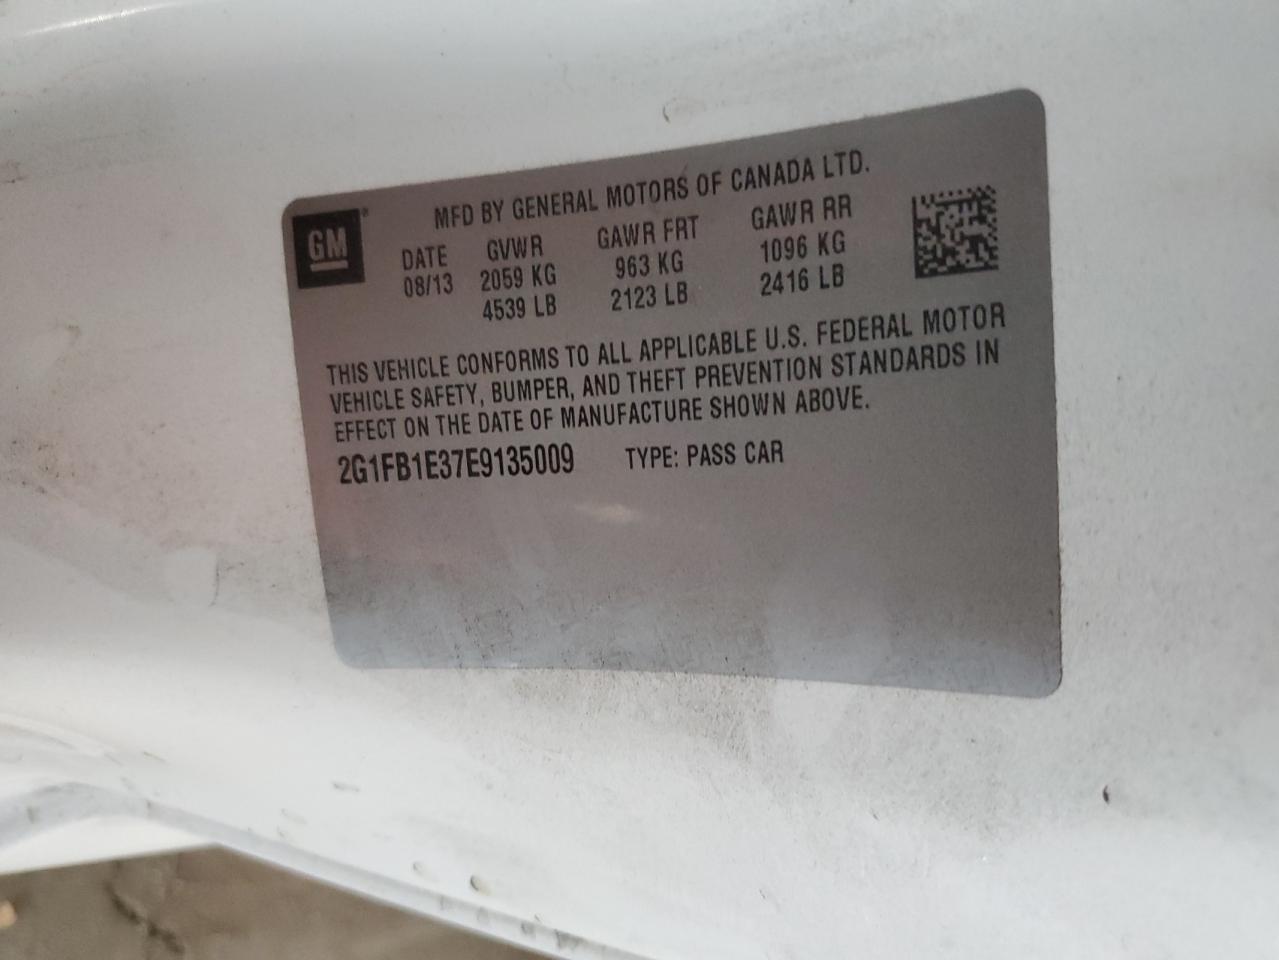 MFD BY GENERAL MOTORS OF CANADA LTD.
GM®
DATE GVWR GAWR FRT GAWR RR
08/13 2059 KG 963 KG 1096 KG
4539 LB 2123 LB 2416 LB
THIS VEHICLE CONFORMS TO ALL APPLICABLE U.S. FEDERAL MOTOR
VEHICLE SAFETY, BUMPER, AND THEFT PREVENTION STANDARDS IN
EFFECT ON THE DATE OF MANUFACTURE SHOWN ABOVE.
2G1FB1E37E9135009 TYPE: PASS CAR